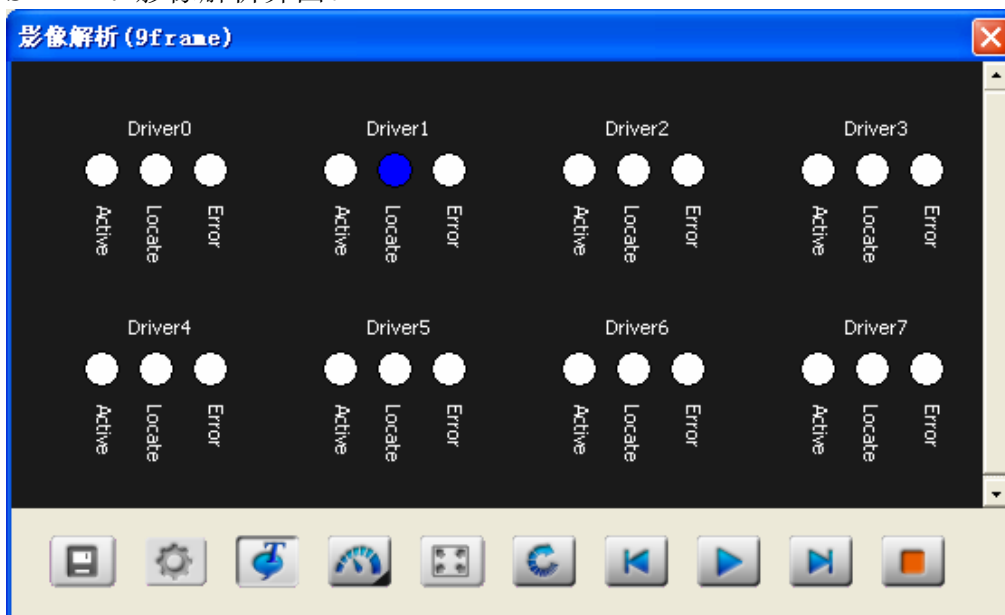 影像解析(9frame)
Driver0 Driver1 Driver2 Driver3
Active Locate Error Active Locate Error Active Locate Error Active Locate Error
Driver4 Driver5 Driver6 Driver7
Active Locate Error Active Locate Error Active Locate Error Active Locate Error